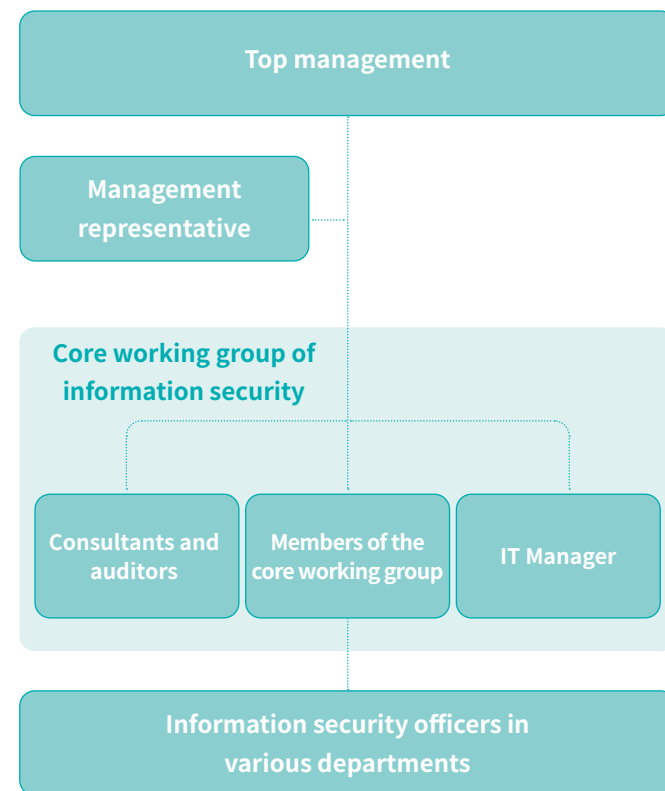 Top management
Management
representative
Core working group of
information security
Consultants and
auditors
Members of the
core working group
IT Manager
Information security officers in
various departments